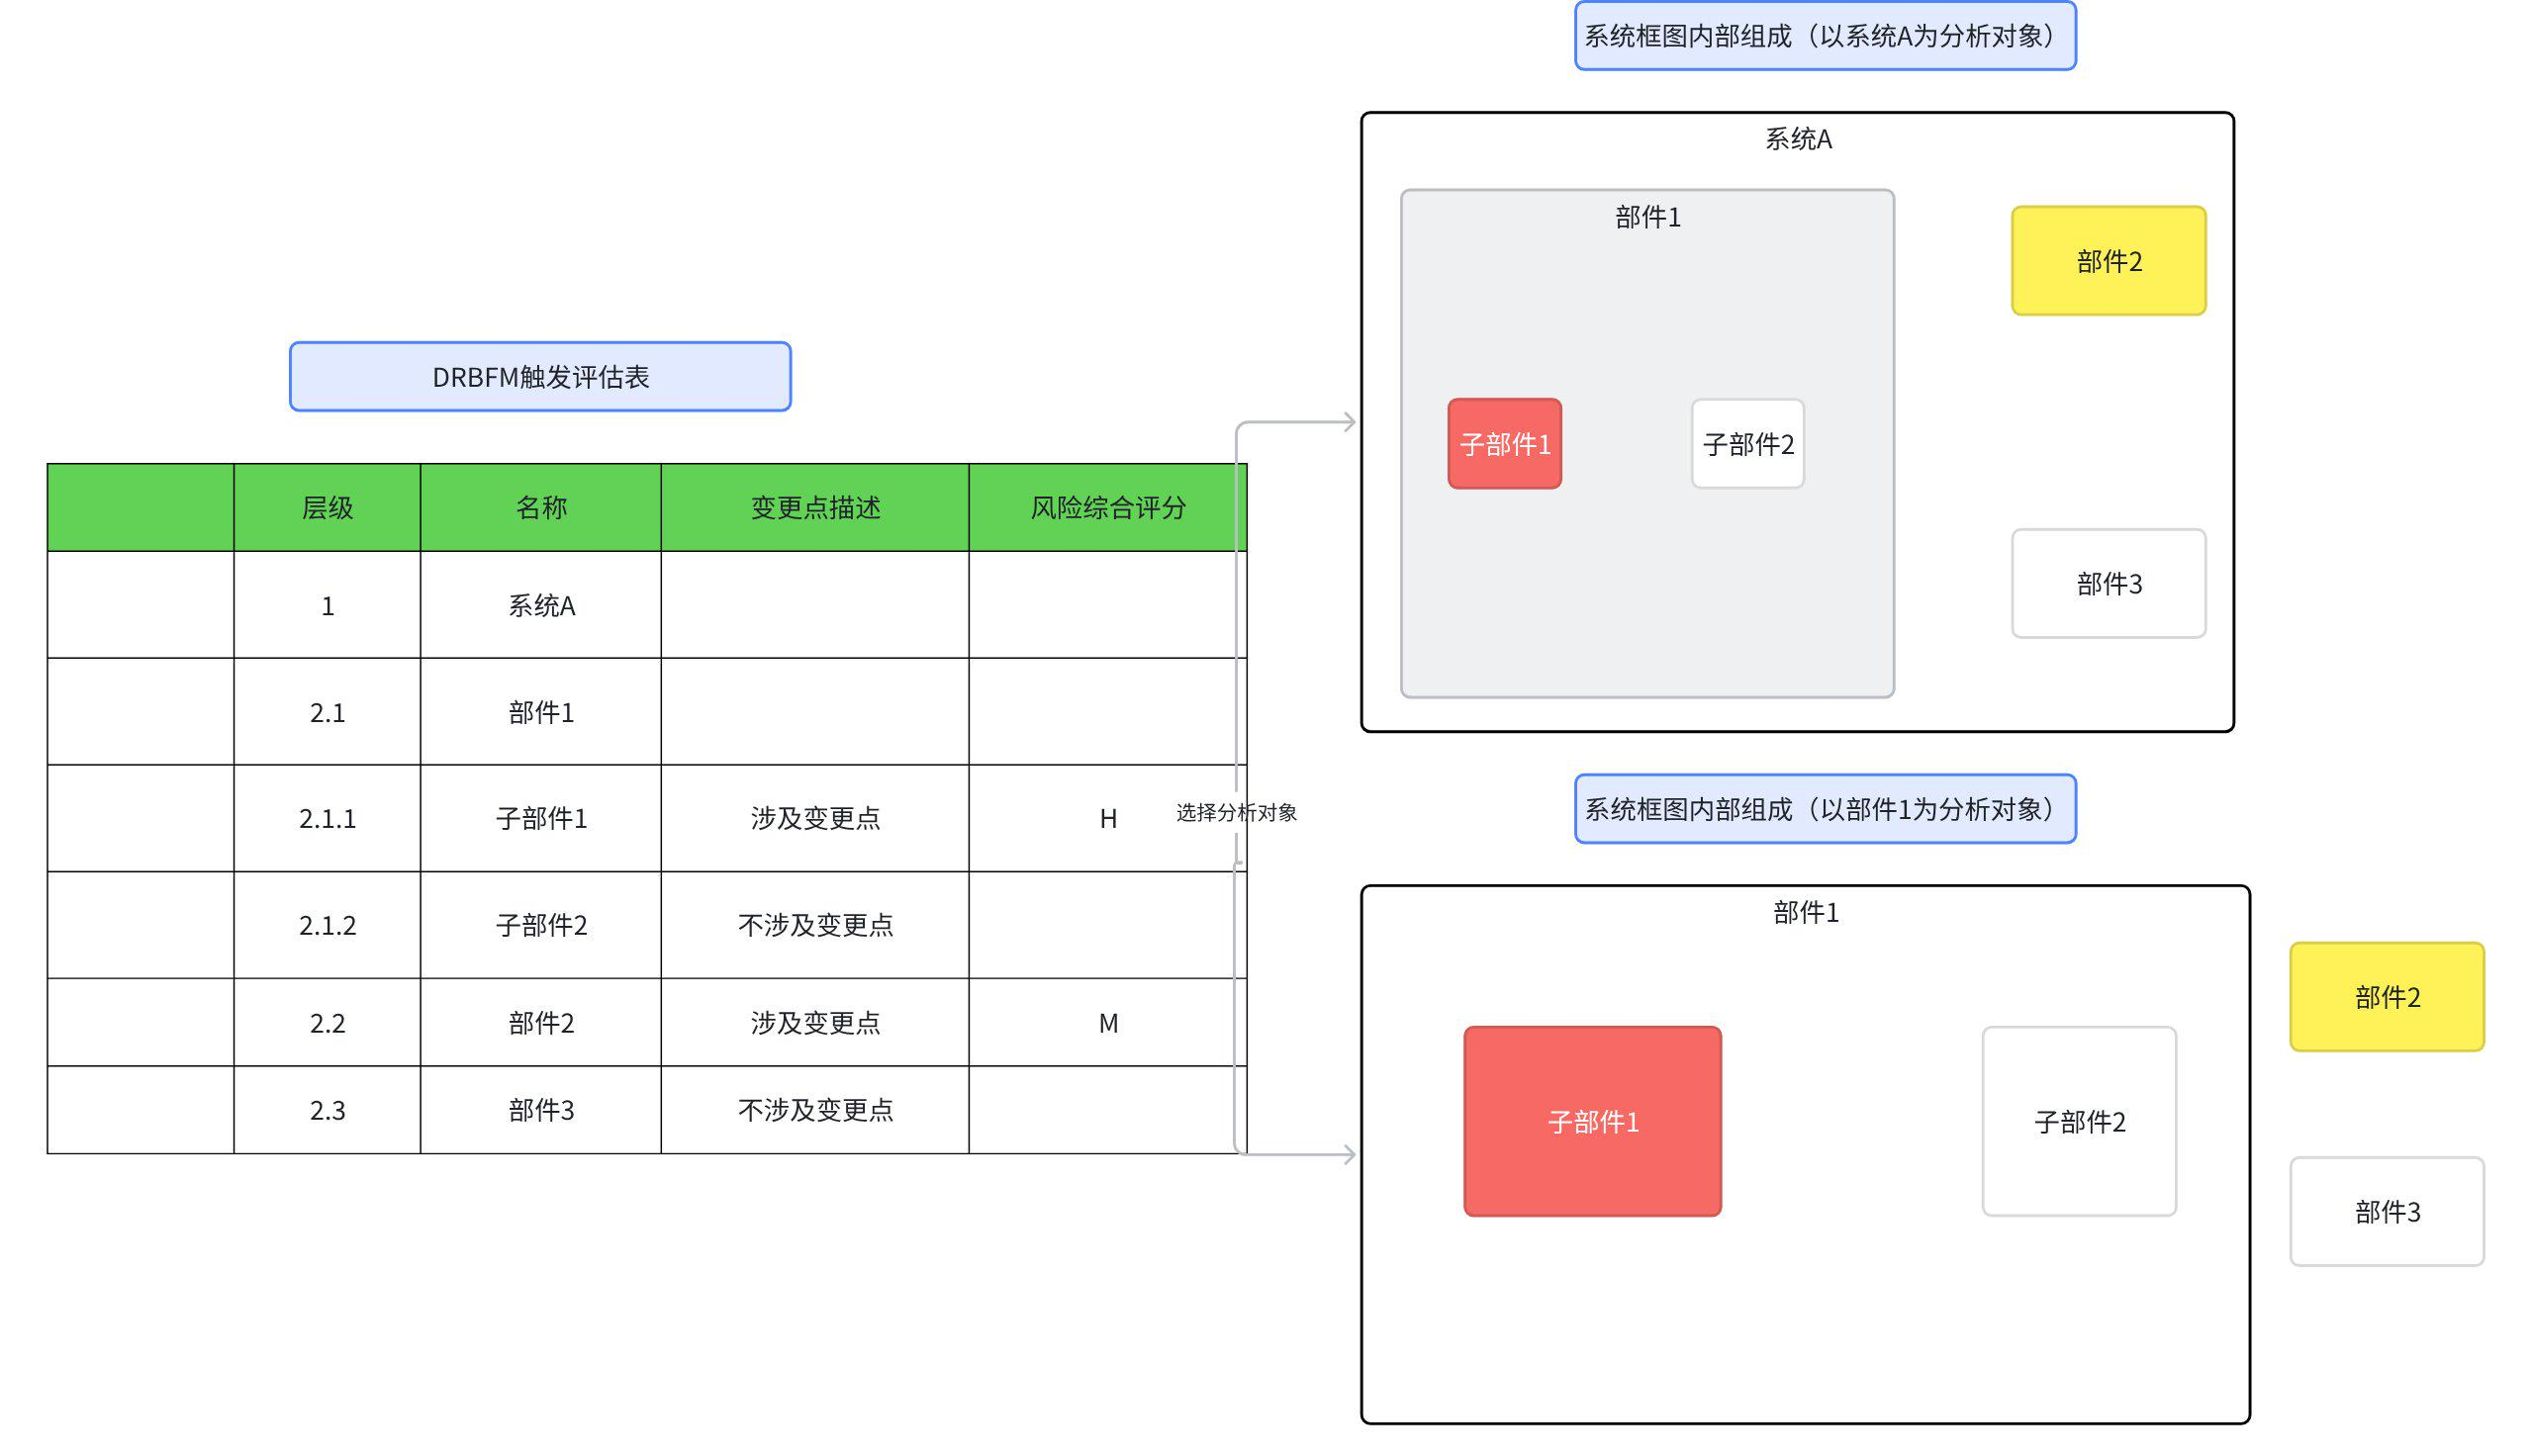 系统框图内部组成（以系统A为分析对象）
系统A
部件1
部件2
子部件1
子部件2
部件3
DRBFM触发评估表
层级 名称 变更点描述 风险综合评分
1 系统A
2.1 部件1
2.1.1 子部件1 涉及变更点 H
2.1.2 子部件2 不涉及变更点
2.2 部件2 涉及变更点 M
2.3 部件3 不涉及变更点
选择分析对象
系统框图内部组成（以部件1为分析对象）
部件1
子部件1
子部件2
部件2
部件3